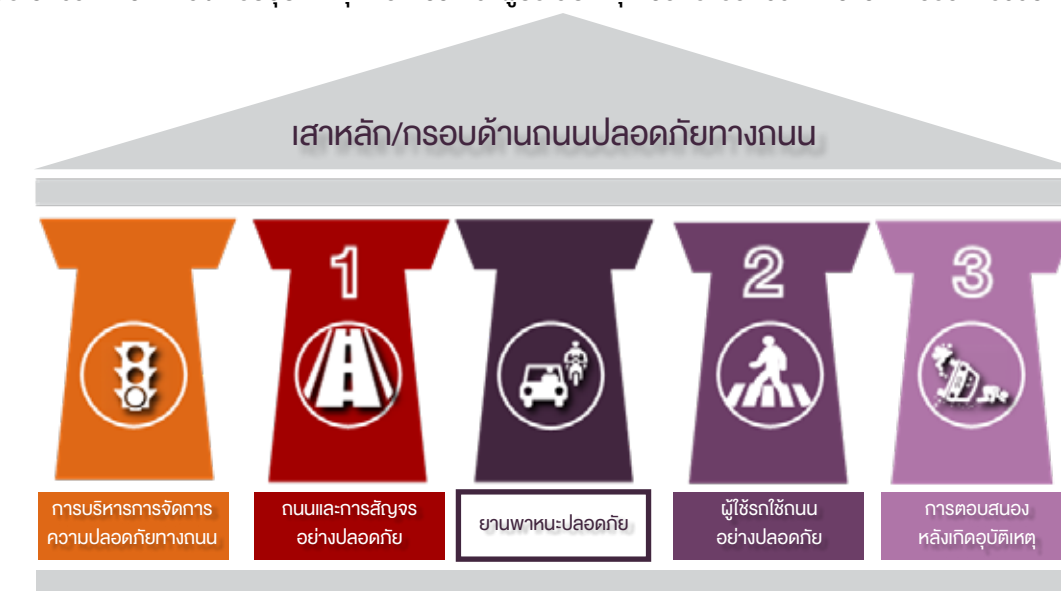 เสาหลัก/กรอบด้านถนนปลอดภัยทางถนน
1
2
3
การบริหารการจัดการ
ความปลอดภัยทางถนน
ถนนและการสัญจร
อย่างปลอดภัย
ยานพาหนะปลอดภัย
ผู้ใช้รถใช้ถนน
อย่างปลอดภัย
การตอบสนอง
หลังเกิดอุบัติเหตุ